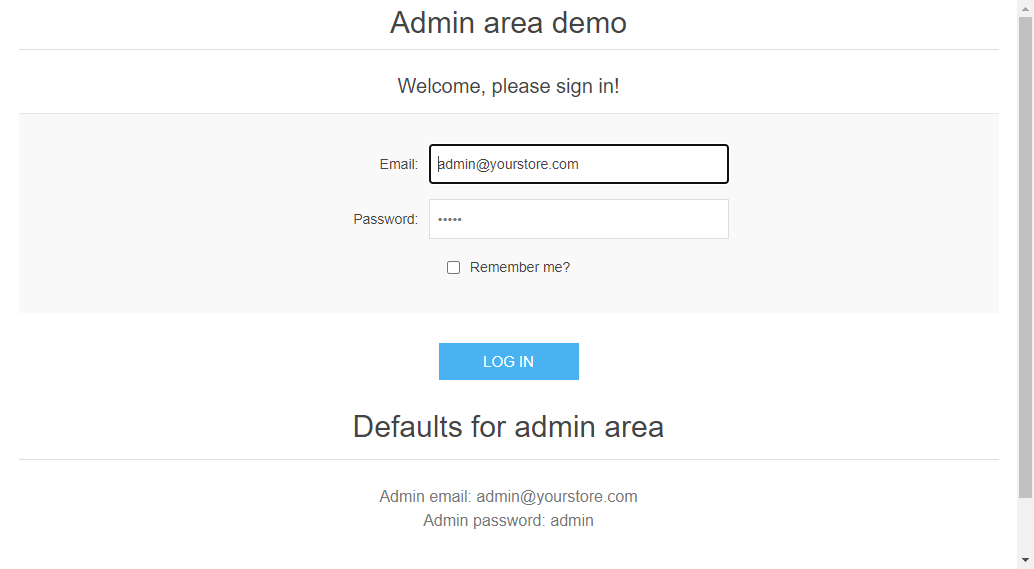 Admin area demo
Welcome, please sign in!
Email: admin@yourstore.com
Password: •••••
Remember me?
LOG IN
Defaults for admin area
Admin email: admin@yourstore.com
Admin password: admin